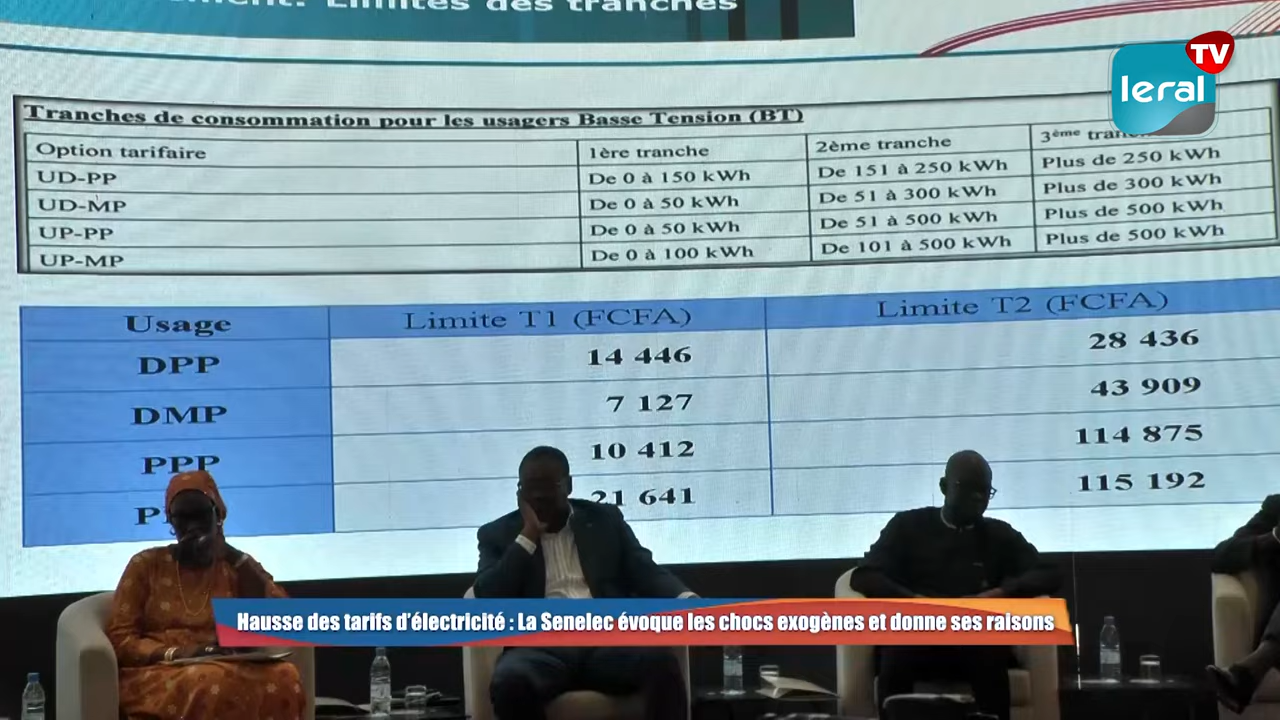 Limites des tranches
TV
leral
Tranches de consommation pour les usagers Basse Tension (BT)
Option tarifaire 1ère tranche 2ème tranche 3ème
UD-PP De 0 à 150 kWh De 151 à 250 kWh Plus de 250 kWh
UD-MP De 0 à 50 kWh De 51 à 300 kWh Plus de 300 kWh
UP-PP De 0 à 50 kWh De 51 à 500 kWh Plus de 500 kWh
UP-MP De 0 à 100 kWh De 101 à 500 kWh Plus de 500 kWh
Usage Limite T1 (FCFA) Limite T2 (FCFA)
DPP 14 446 28 436
DMP 7 127 43 909
PPP 10 412 114 875
21 641 115 192
Hausse des tarifs d'électricité : La Senelec évoque les chocs exogènes et donne ses raisons